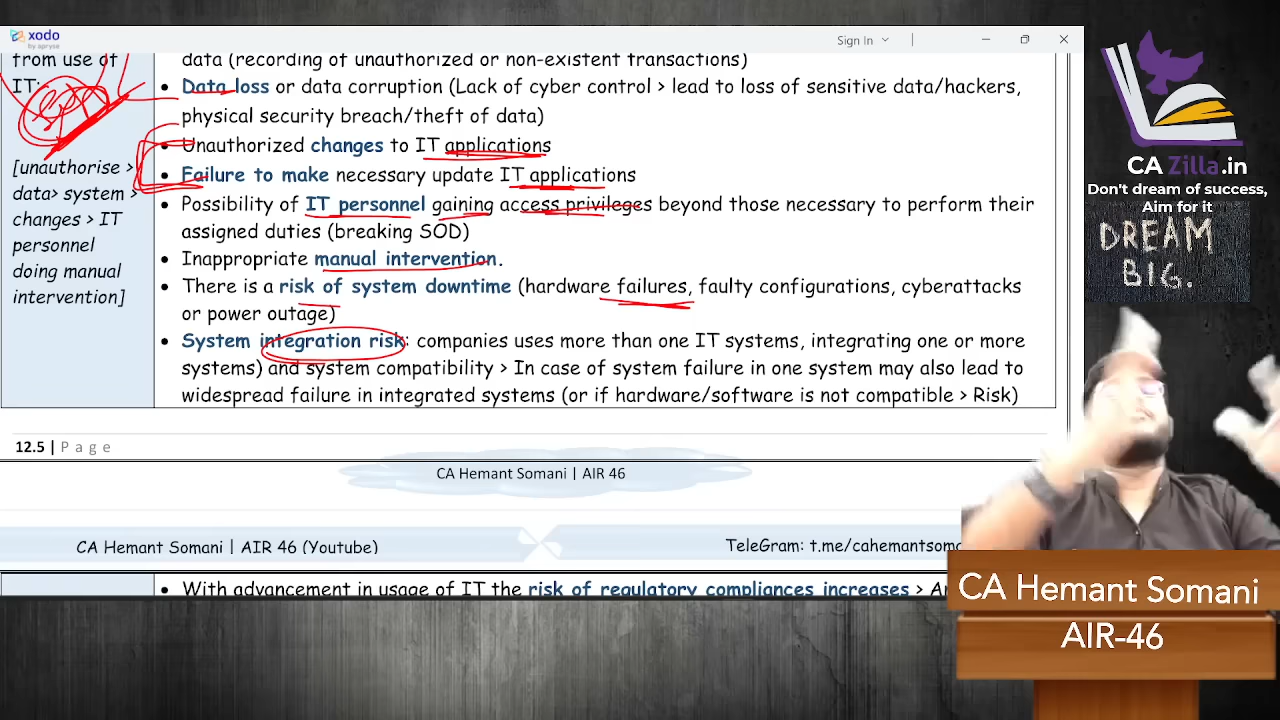 xodo
by apryse
Sign In
from use of
IT:
[unauthorise >
data> system >
changes > IT
personnel
doing manual
intervention]
data (recording of unauthorized or non-existent transactions)
• Data loss or data corruption (Lack of cyber control > lead to loss of sensitive data/hackers,
physical security breach/theft of data)
• Unauthorized changes to IT applications
• Failure to make necessary update IT applications
• Possibility of IT personnel gaining access privileges beyond those necessary to perform their
assigned duties (breaking SOD)
• Inappropriate manual intervention.
• There is a risk of system downtime (hardware failures, faulty configurations, cyberattacks
or power outage)
• System integration risk: companies uses more than one IT systems, integrating one or more
systems) and system compatibility > In case of system failure in one system may also lead to
widespread failure in integrated systems (or if hardware/software is not compatible > Risk)
12.5 | Page
CA Hemant Somani | AIR 46
CA Hemant Somani | AIR 46 (Youtube)
TeleGram: t.me/cahemantsoma
• With advancement in usage of IT the risk of regulatory compliances increases >
CA Zilla.in
Don't dream of success,
Aim for it
DREAM
BIG.
CA Hemant Somani
AIR-46